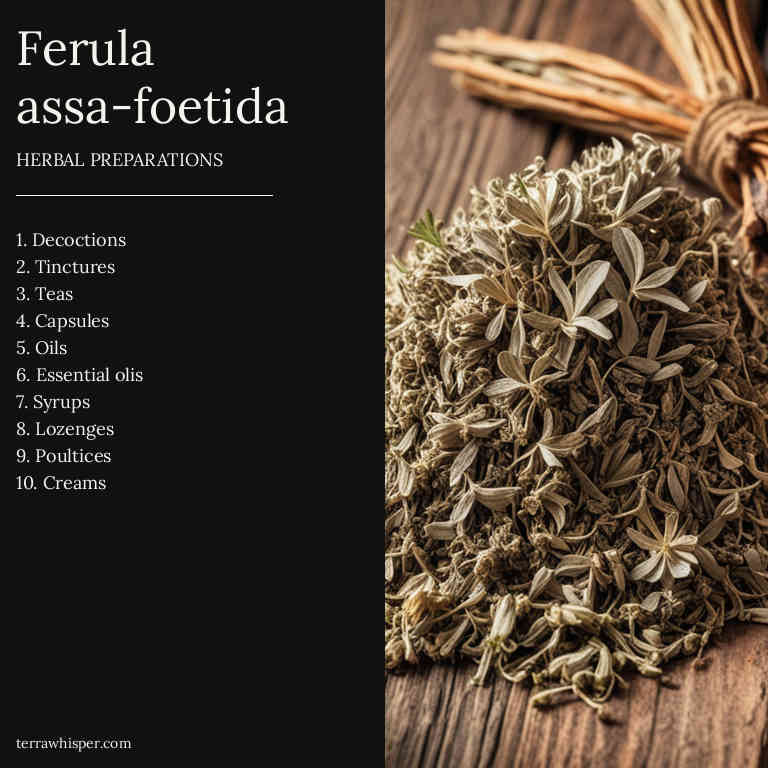 Ferula
assa-foetida
HERBAL PREPARATIONS
1. Decoctions
2. Tinctures
3. Teas
4. Capsules
5. Oils
6. Essential olis
7. Syrups
8. Lozenges
9. Poultices
10. Creams
terrawhisper.com